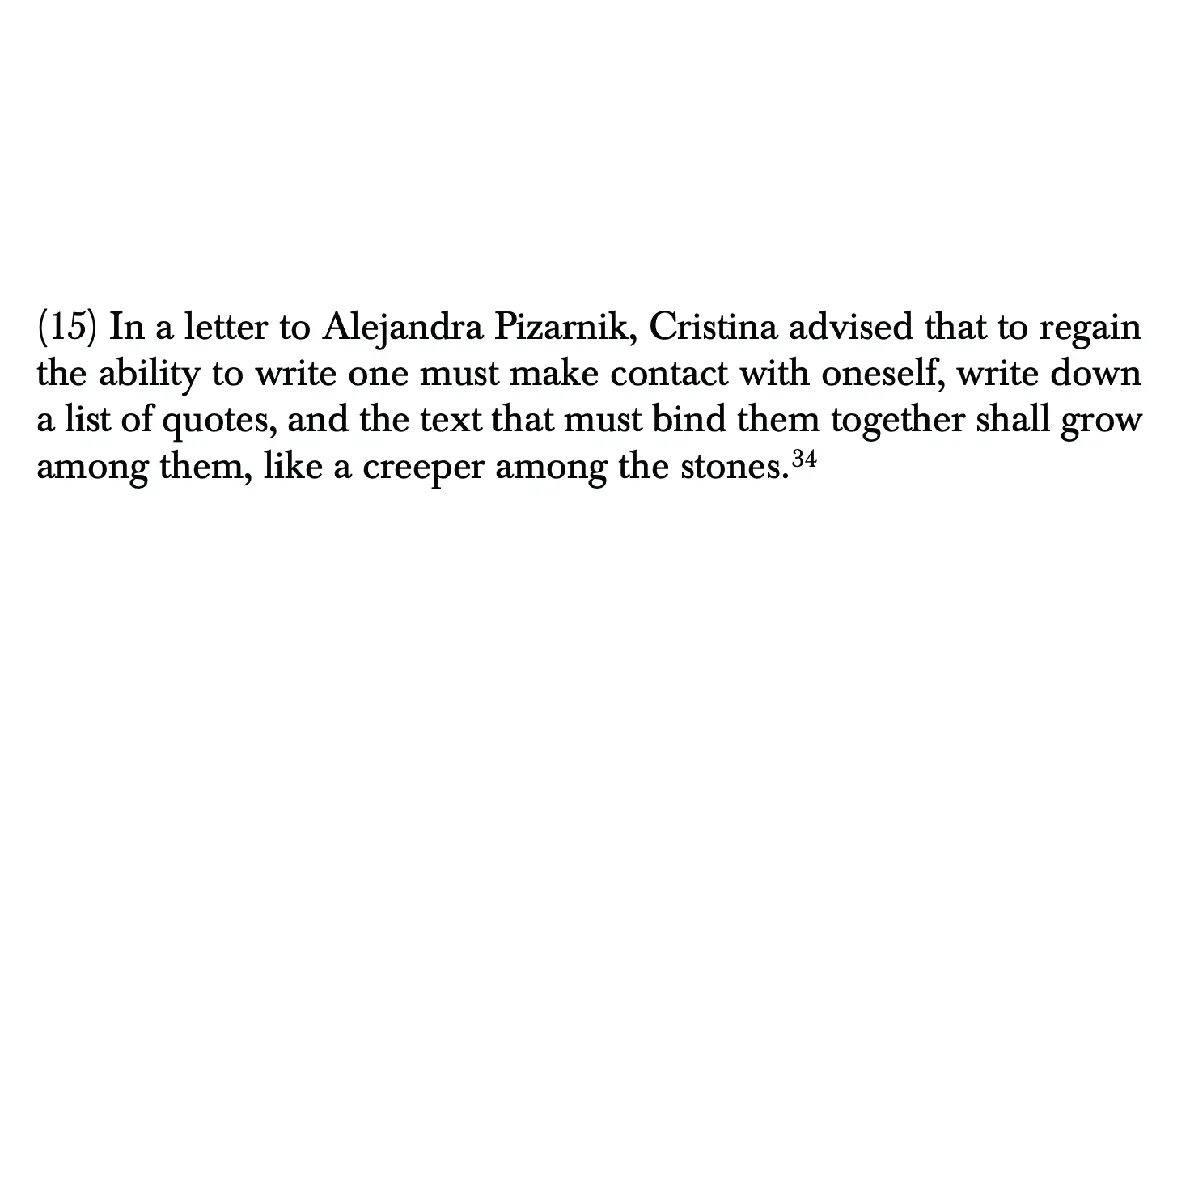 (15) In a letter to Alejandra Pizarnik, Cristina advised that to regain
the ability to write one must make contact with oneself, write down
a list of quotes, and the text that must bind them together shall grow
among them, like a creeper among the stones.³⁴